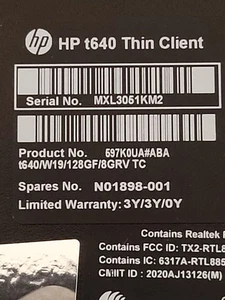 hp HP t640 Thin Client
Serial No. MXL3051KM2
Product No. 697K0UA#ABA
t640/W19/128GF/8GRV TC
Spares No. N01898-001
Limited Warranty: 3Y/3Y/0Y
Contains Realtek
Contains FCC ID: TX2-RTL8
Contains IC: 6317A-RTL885
CMIIT ID: 2020AJ13126(M)